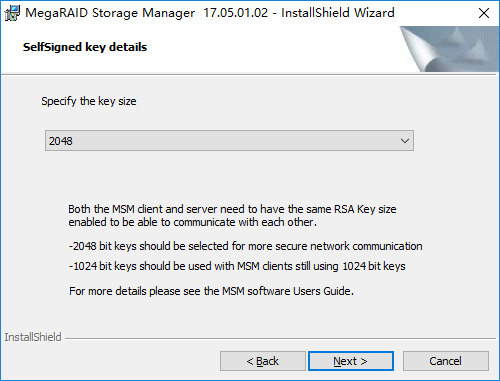 MegaRAID Storage Manager 17.05.01.02 - InstallShield Wizard
SelfSigned key details
Specify the key size
2048
Both the MSM client and server need to have the same RSA Key size
enabled to be able to communicate with each other.
-2048 bit keys should be selected for more secure network communication
-1024 bit keys should be used with MSM clients still using 1024 bit keys
For more details please see the MSM software Users Guide.
InstallShield
< Back Next > Cancel